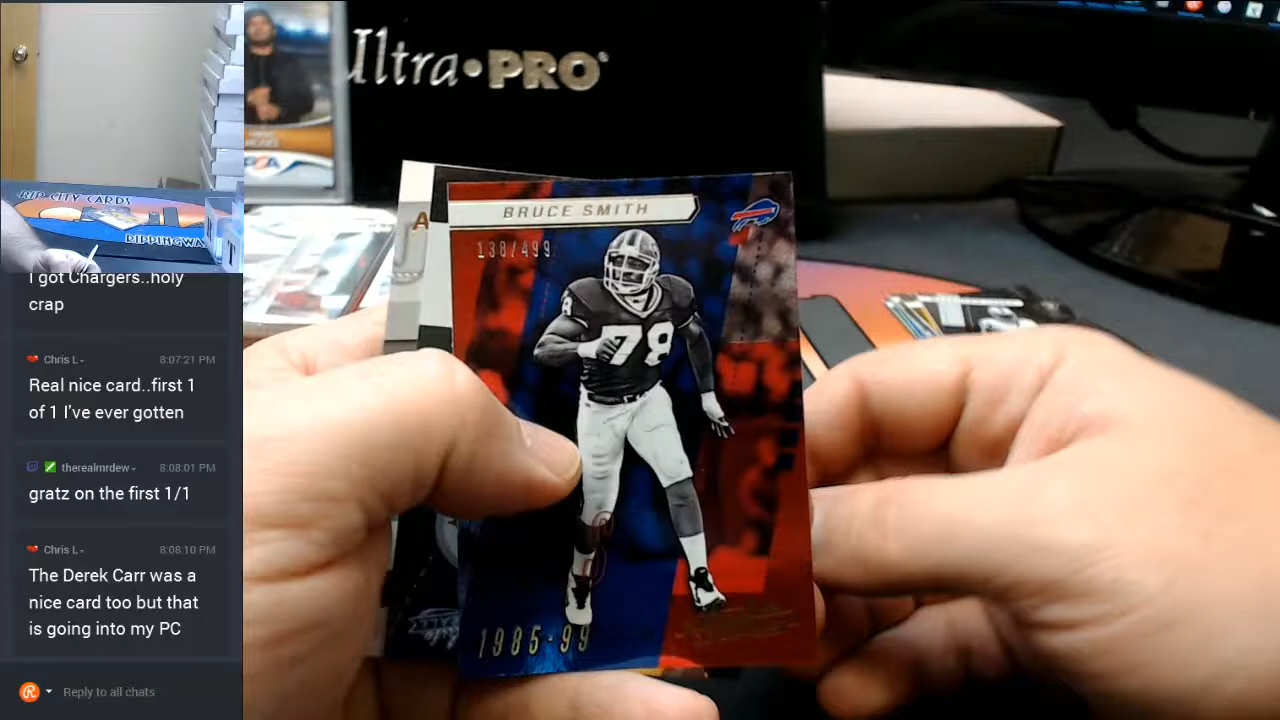 Ultra•PRO®
RIP CITY CARDS
RIPPINGWA
BRUCE SMITH
138/499
78
1985-99
I got Chargers..holy
crap
Chris L
8:07:21 PM
Real nice card..first 1
of 1 I've ever gotten
therealmrdew
8:08:01 PM
gratz on the first 1/1
Chris L
8:08:10 PM
The Derek Carr was a
nice card too but that
is going into my PC
Reply to all chats